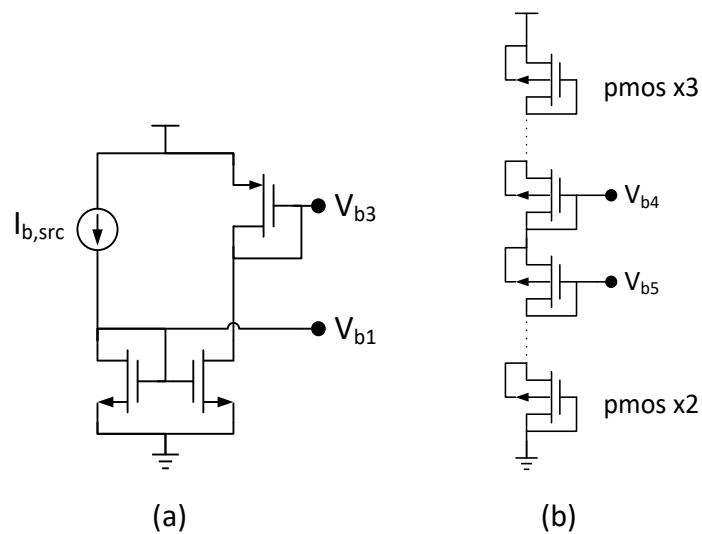 pmos x3
I_b,src
V_b3
V_b4
V_b5
V_b1
pmos x2
(a)
(b)